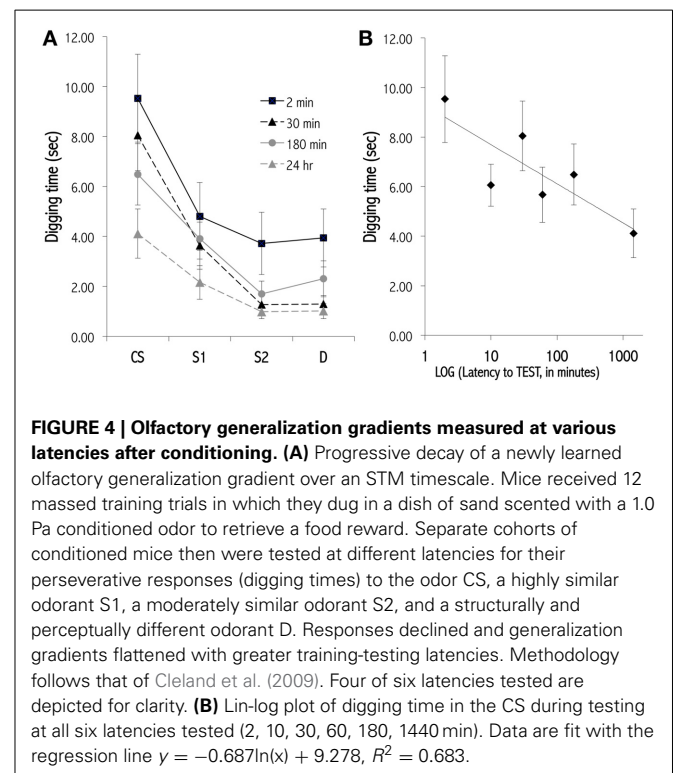 A
B
12.00
10.00
8.00
6.00
4.00
2.00
0.00
Digging time (sec)
2 min
30 min
180 min
24 hr
CS S1 S2 D
12.00
10.00
8.00
6.00
4.00
2.00
0.00
Digging time (sec)
1 10 100 1000
LOG (Latency to TEST, in minutes)
FIGURE 4 | Olfactory generalization gradients measured at various
latencies after conditioning. (A) Progressive decay of a newly learned
olfactory generalization gradient over an STM timescale. Mice received 12
massed training trials in which they dug in a dish of sand scented with a 1.0
Pa conditioned odor to retrieve a food reward. Separate cohorts of
conditioned mice then were tested at different latencies for their
perseverative responses (digging times) to the odor CS, a highly similar
odorant S1, a moderately similar odorant S2, and a structurally and
perceptually different odorant D. Responses declined and generalization
gradients flattened with greater training-testing latencies. Methodology
follows that of Cleland et al. (2009). Four of six latencies tested are
depicted for clarity. (B) Lin-log plot of digging time in the CS during testing
at all six latencies tested (2, 10, 30, 60, 180, 1440 min). Data are fit with the
regression line y = −0.687ln(x) + 9.278, R² = 0.683.